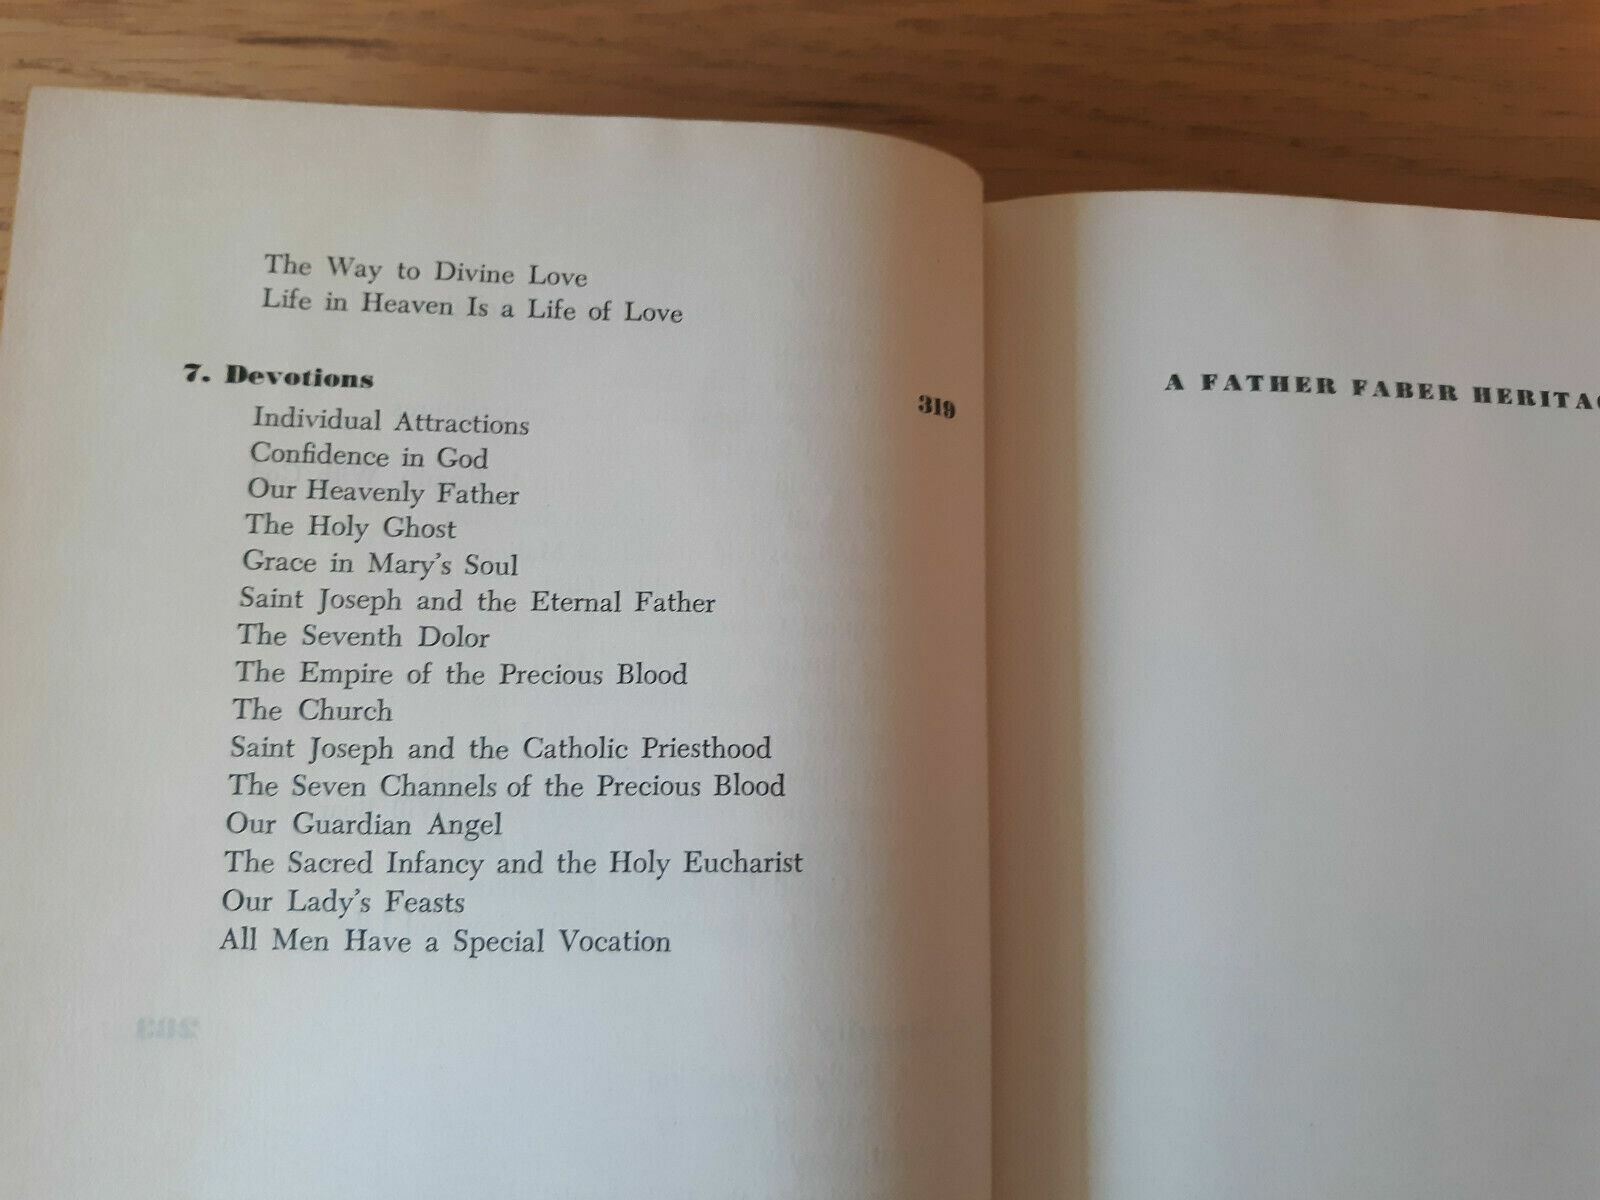 The Way to Divine Love
Life in Heaven Is a Life of Love
7. Devotions 319
Individual Attractions
Confidence in God
Our Heavenly Father
The Holy Ghost
Grace in Mary's Soul
Saint Joseph and the Eternal Father
The Seventh Dolor
The Empire of the Precious Blood
The Church
Saint Joseph and the Catholic Priesthood
The Seven Channels of the Precious Blood
Our Guardian Angel
The Sacred Infancy and the Holy Eucharist
Our Lady's Feasts
All Men Have a Special Vocation
A FATHER FABER